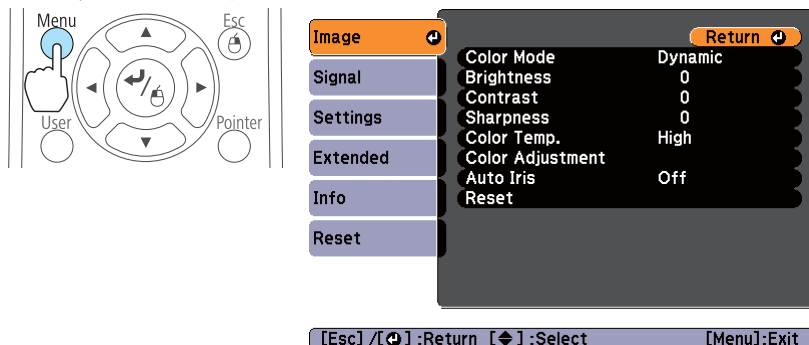 Menu
Esc
User
Pointer
Image
Signal
Settings
Extended
Info
Reset
Return
Color Mode Dynamic
Brightness 0
Contrast 0
Sharpness 0
Color Temp. High
Color Adjustment
Auto Iris Off
Reset
[Esc] /[ ] :Return [ ] :Select [Menu]:Exit